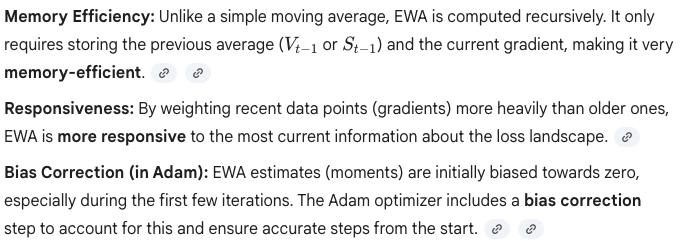 Memory Efficiency: Unlike a simple moving average, EWA is computed recursively. It only
requires storing the previous average (V_{t−1} or S_{t−1}) and the current gradient, making it very
memory-efficient.
Responsiveness: By weighting recent data points (gradients) more heavily than older ones,
EWA is more responsive to the most current information about the loss landscape.
Bias Correction (in Adam): EWA estimates (moments) are initially biased towards zero,
especially during the first few iterations. The Adam optimizer includes a bias correction
step to account for this and ensure accurate steps from the start.